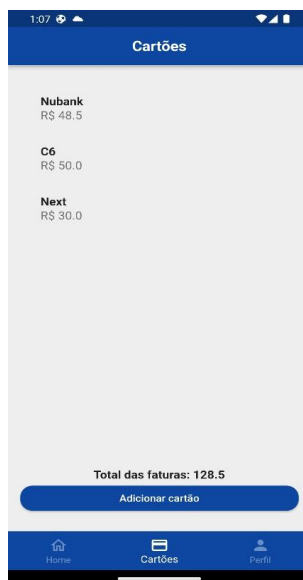 1:07
Cartões
Nubank
R$ 48.5
C6
R$ 50.0
Next
R$ 30.0
Total das faturas: 128.5
Adicionar cartão
Home Cartões Perfil